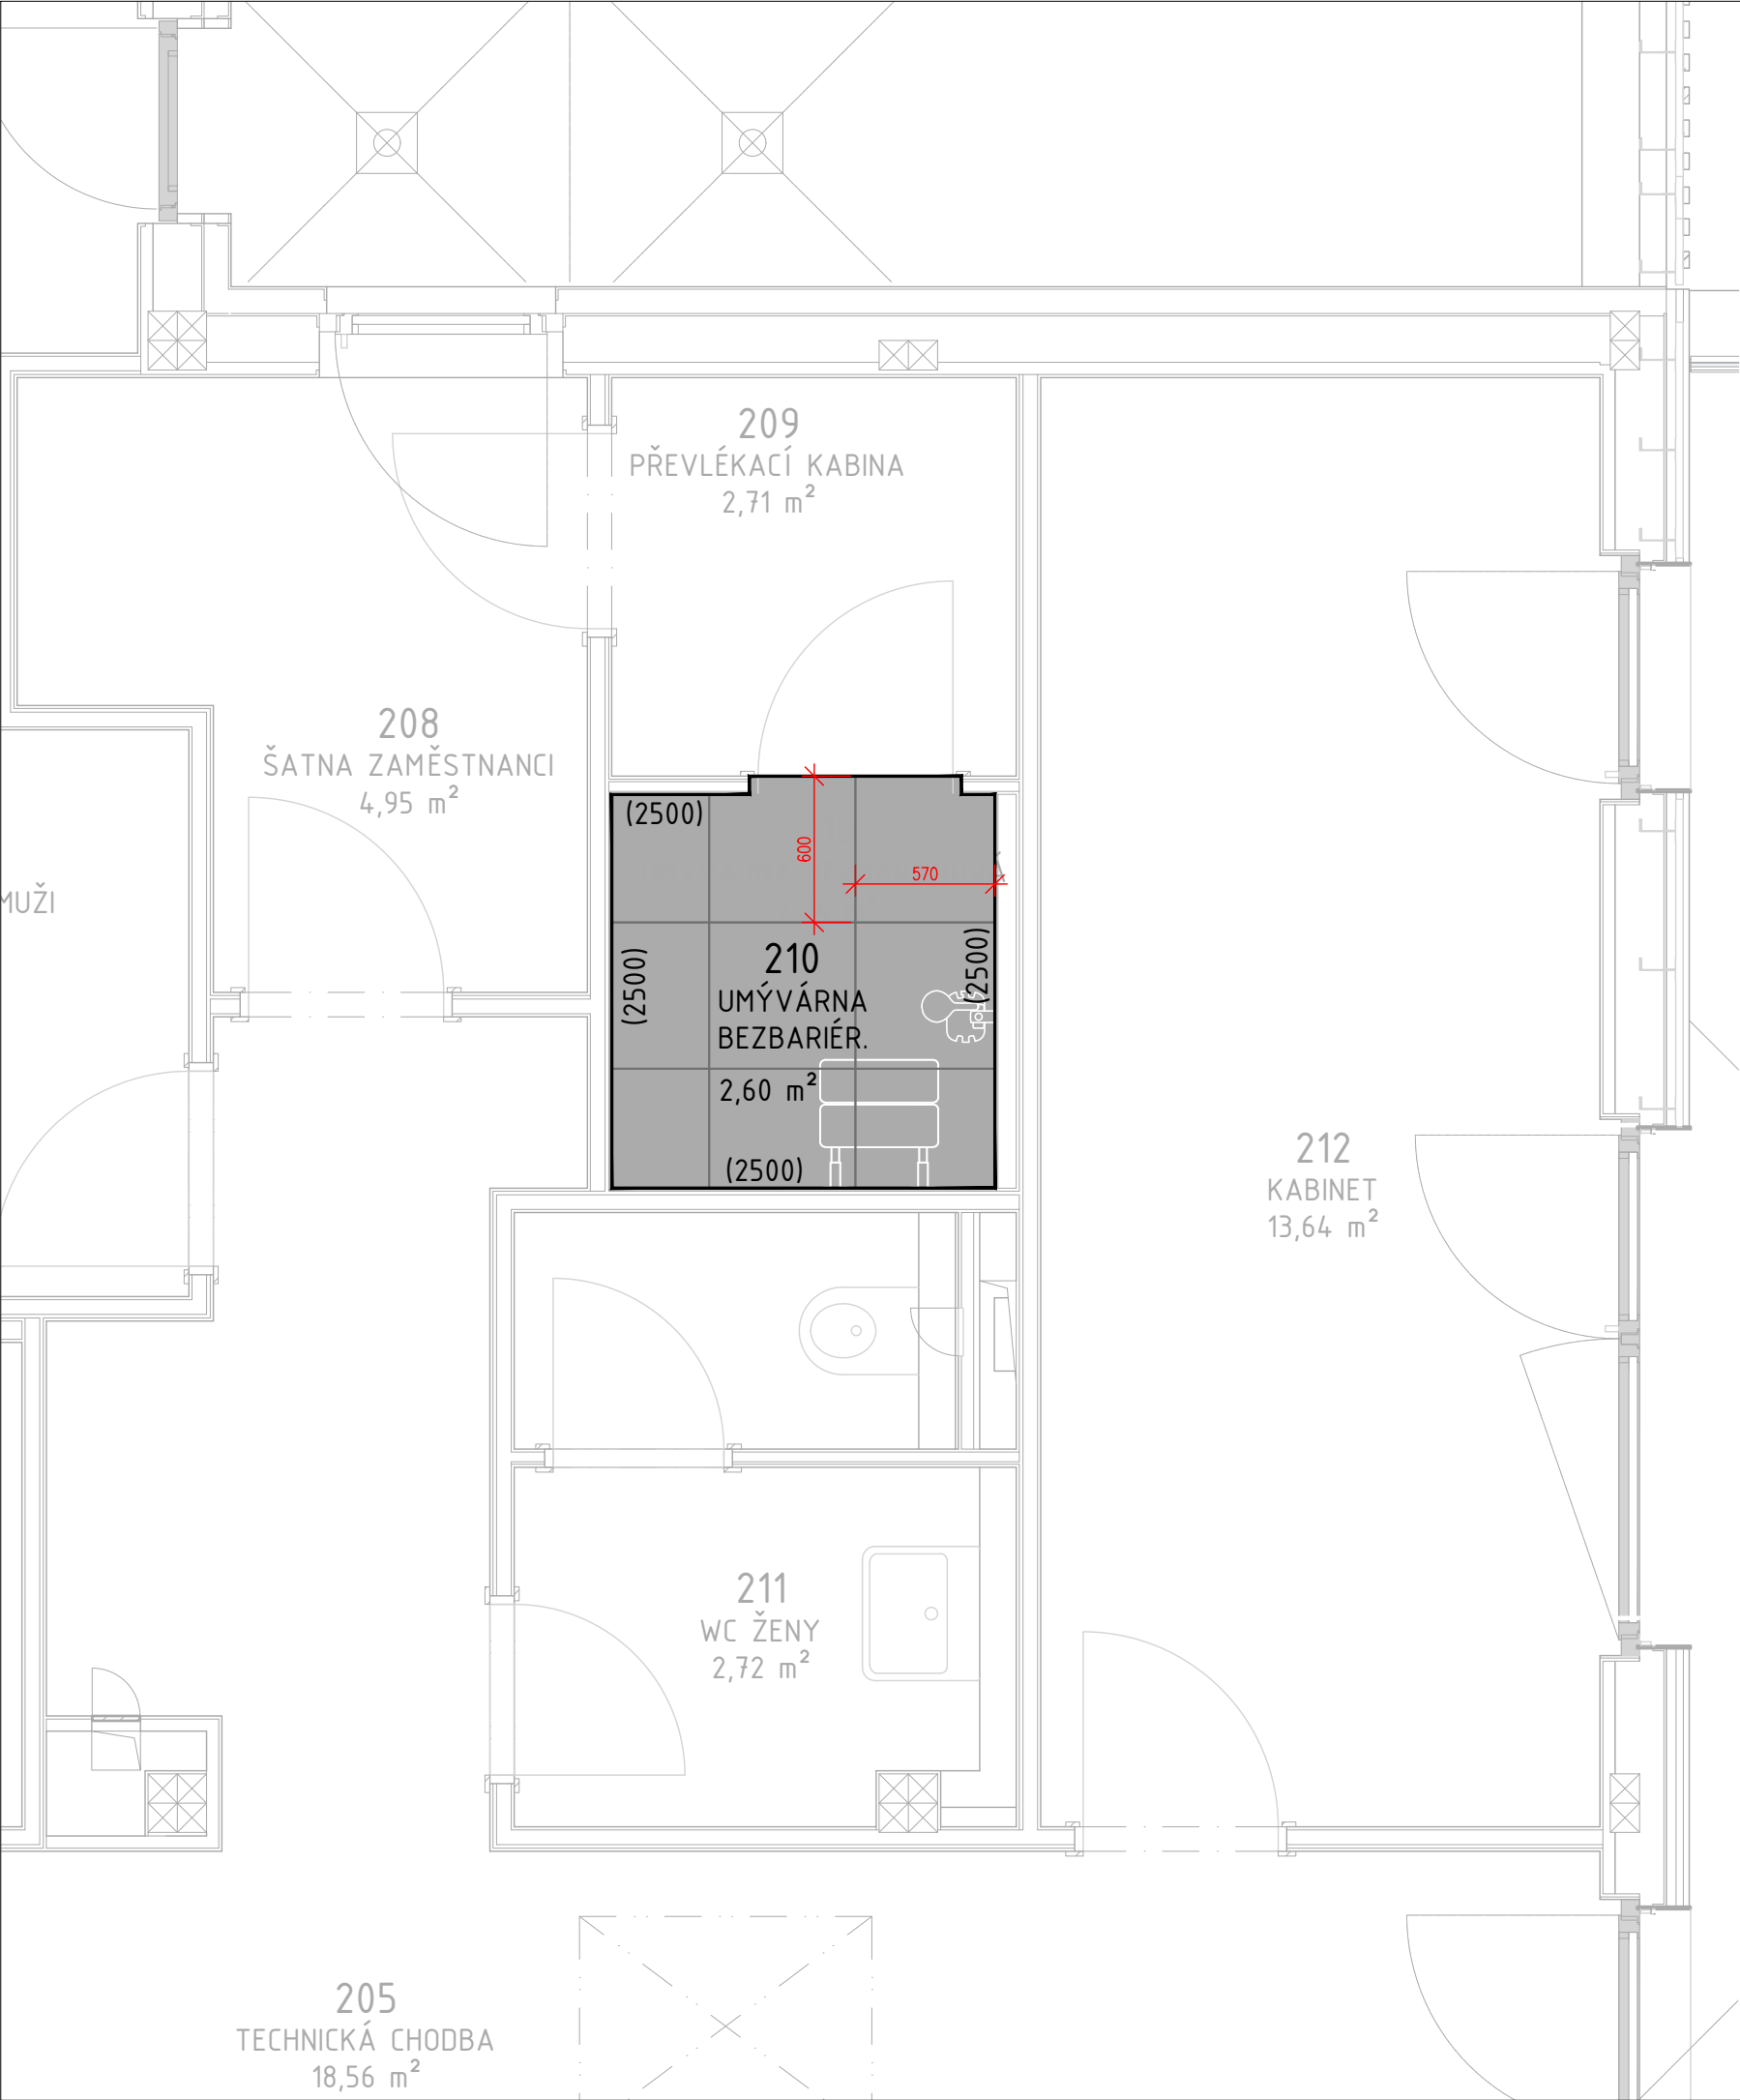 209
PŘEVLÉKACÍ KABINA
2,71 m²
208
ŠATNA ZAMĚSTNANCI
4,95 m²
(2500)
600
570
Á
MUŽI
210
UMÝVÁRNA
BEZBARIÉR.
2,60 m²
(2500)
(2500)
(2500)
212
KABINET
13,64 m²
211
WC ŽENY
2,72 m²
205
TECHNICKÁ CHODBA
18,56 m²